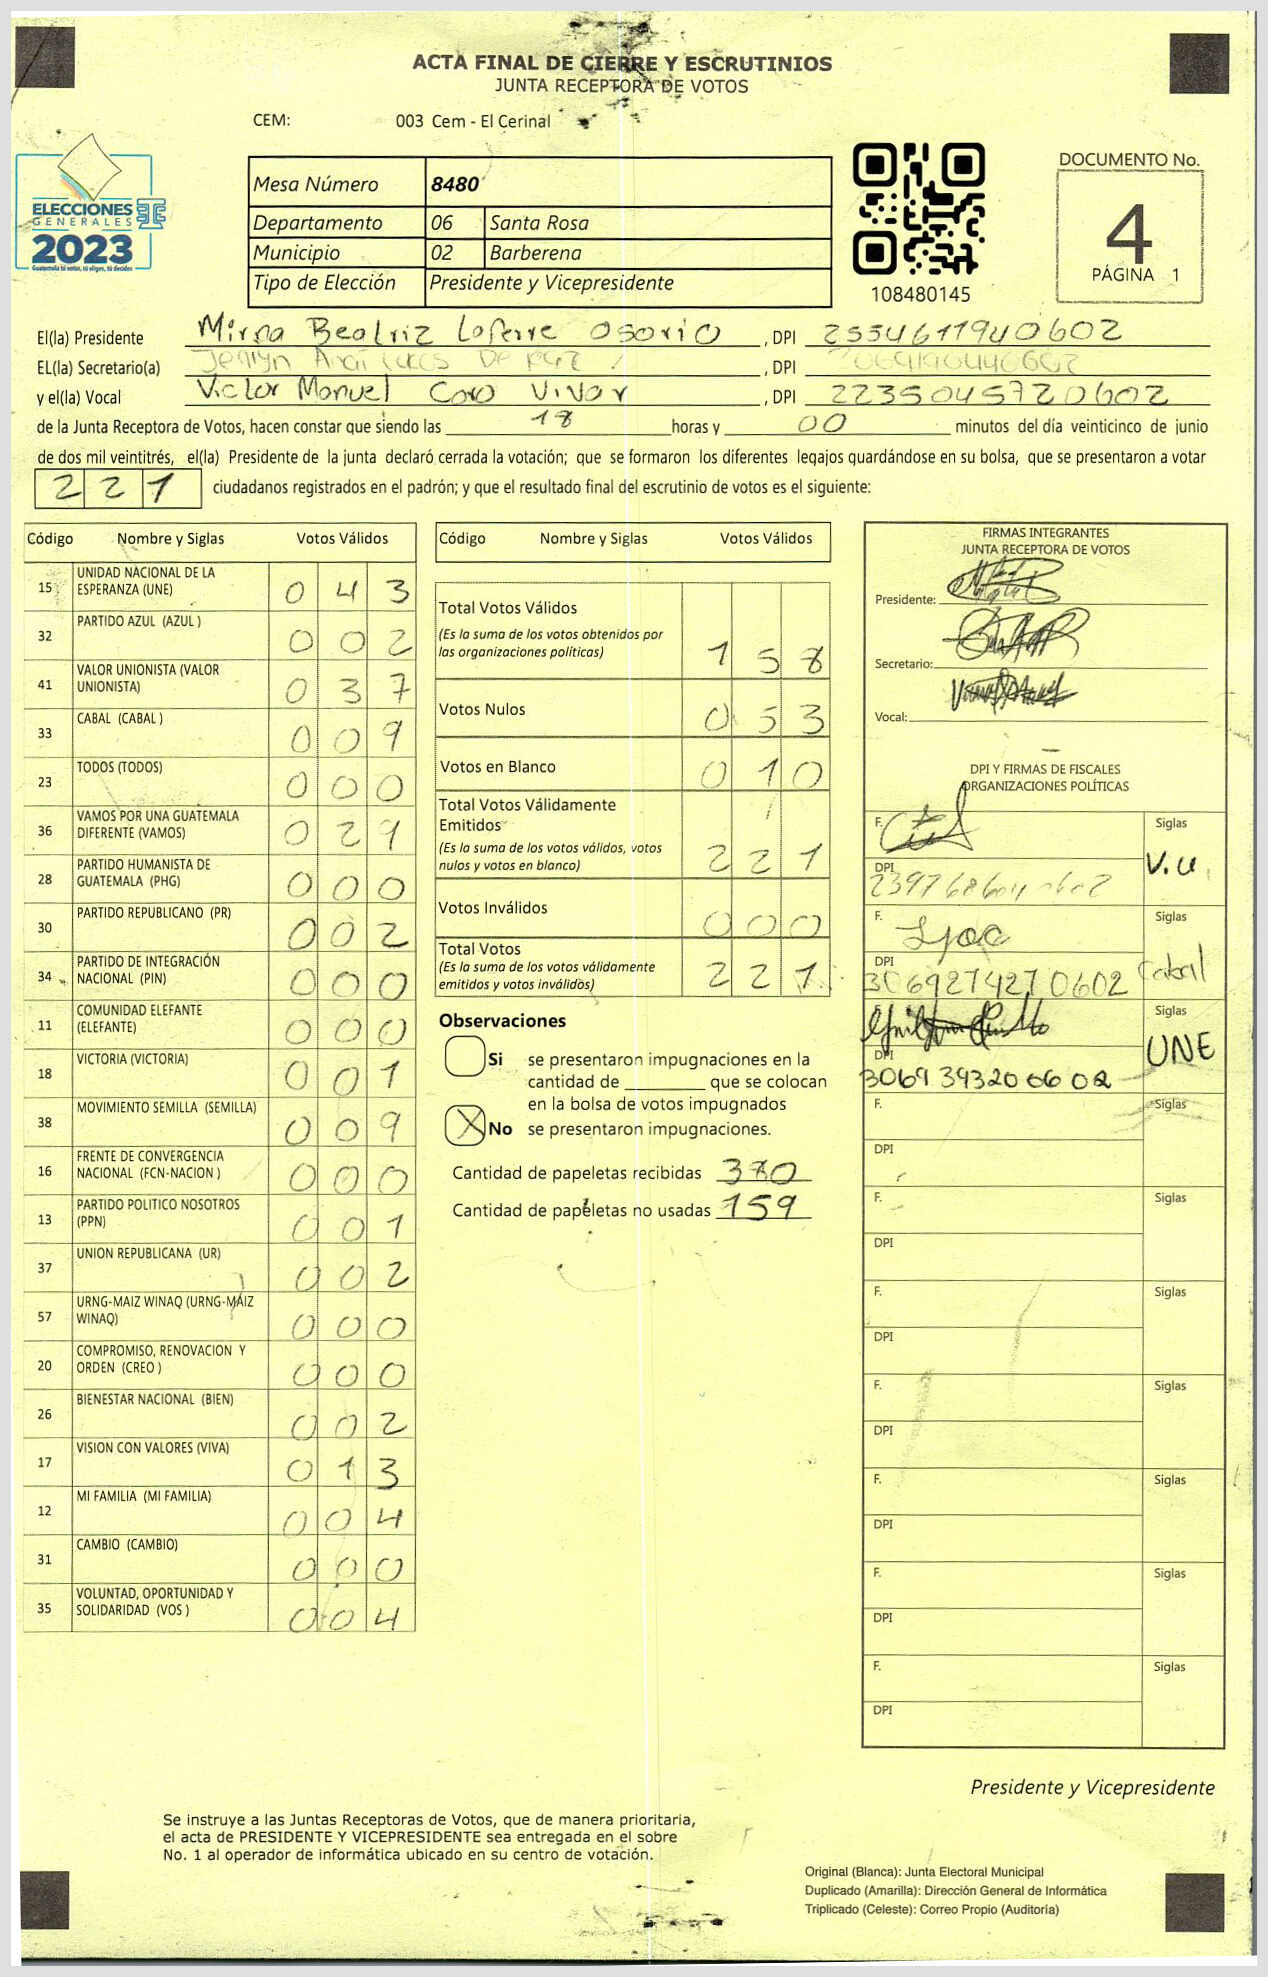 ACTA FINAL DE CIERRE Y ESCRUTINIOS
JUNTA RECEPTORA DE VOTOS
CEM: 003 Cem - El Cerinal
ELECCIONES
GENERALES
2023
Guatemala tú votas, tú eliges, tú decides
Mesa Número 8480
Departamento 06 Santa Rosa
Municipio 02 Barberena
Tipo de Elección Presidente y Vicepresidente
108480145
DOCUMENTO No.
4
PÁGINA 1
El(la) Presidente Mirna Beatriz Laferre Osorio , DPI 2554611940602
EL(la) Secretario(a) , DPI
y el(la) Vocal Victor Manuel Coro Vivar , DPI 2235045720602
de la Junta Receptora de Votos, hacen constar que siendo las 18 horas y 00 minutos del día veinticinco de junio
de dos mil veintitrés, el(la) Presidente de la junta declaró cerrada la votación; que se formaron los diferentes legajos quardándose en su bolsa, que se presentaron a votar
221 ciudadanos registrados en el padrón; y que el resultado final del escrutinio de votos es el siguiente:
Código Nombre y Siglas Votos Válidos
15 UNIDAD NACIONAL DE LA ESPERANZA (UNE) 0 4 3
32 PARTIDO AZUL (AZUL ) 0 0 2
41 VALOR UNIONISTA (VALOR UNIONISTA) 0 3 7
33 CABAL (CABAL ) 0 0 9
23 TODOS (TODOS) 0 0 0
36 VAMOS POR UNA GUATEMALA DIFERENTE (VAMOS) 0 2 9
28 PARTIDO HUMANISTA DE GUATEMALA (PHG) 0 0 0
30 PARTIDO REPUBLICANO (PR) 0 0 2
34 PARTIDO DE INTEGRACIÓN NACIONAL (PIN) 0 0 0
11 COMUNIDAD ELEFANTE (ELEFANTE) 0 0 0
18 VICTORIA (VICTORIA) 0 0 1
38 MOVIMIENTO SEMILLA (SEMILLA) 0 0 9
16 FRENTE DE CONVERGENCIA NACIONAL (FCN-NACION ) 0 0 0
13 PARTIDO POLITICO NOSOTROS (PPN) 0 0 1
37 UNION REPUBLICANA (UR) 0 0 2
57 URNG-MAIZ WINAQ (URNG-MAIZ WINAQ) 0 0 0
20 COMPROMISO, RENOVACION Y ORDEN (CREO ) 0 0 0
26 BIENESTAR NACIONAL (BIEN) 0 0 2
17 VISION CON VALORES (VIVA) 0 1 3
12 MI FAMILIA (MI FAMILIA) 0 0 4
31 CAMBIO (CAMBIO) 0 0 0
35 VOLUNTAD, OPORTUNIDAD Y SOLIDARIDAD (VOS ) 0 0 4
Código Nombre y Siglas Votos Válidos
Total Votos Válidos
(Es la suma de los votos obtenidos por
las organizaciones políticas) 1 5 8
Votos Nulos 0 5 3
Votos en Blanco 0 1 0
Total Votos Válidamente
Emitidos
(Es la suma de los votos válidos, votos
nulos y votos en blanco) 2 2 1
Votos Inválidos 0 0 0
Total Votos
(Es la suma de los votos válidamente
emitidos y votos inválidos) 2 2 1
Observaciones
Si se presentaron impugnaciones en la
cantidad de ________ que se colocan
en la bolsa de votos impugnados
X No se presentaron impugnaciones.
Cantidad de papeletas recibidas 380
Cantidad de papeletas no usadas 159
FIRMAS INTEGRANTES
JUNTA RECEPTORA DE VOTOS
Presidente:
Secretario:
Vocal:
DPI Y FIRMAS DE FISCALES
ORGANIZACIONES POLÍTICAS
F. Siglas
DPI V.U.
F. Siglas
DPI 3069274270602 Cabal
F. Siglas
DPI 3069393200602 UNE
F. Siglas
DPI
F. Siglas
DPI
F. Siglas
DPI
F. Siglas
DPI
F. Siglas
DPI
F. Siglas
DPI
F. Siglas
DPI
Presidente y Vicepresidente
Se instruye a las Juntas Receptoras de Votos, que de manera prioritaria,
el acta de PRESIDENTE Y VICEPRESIDENTE sea entregada en el sobre
No. 1 al operador de informática ubicado en su centro de votación.
Original (Blanca): Junta Electoral Municipal
Duplicado (Amarilla): Dirección General de Informática
Triplicado (Celeste): Correo Propio (Auditoría)